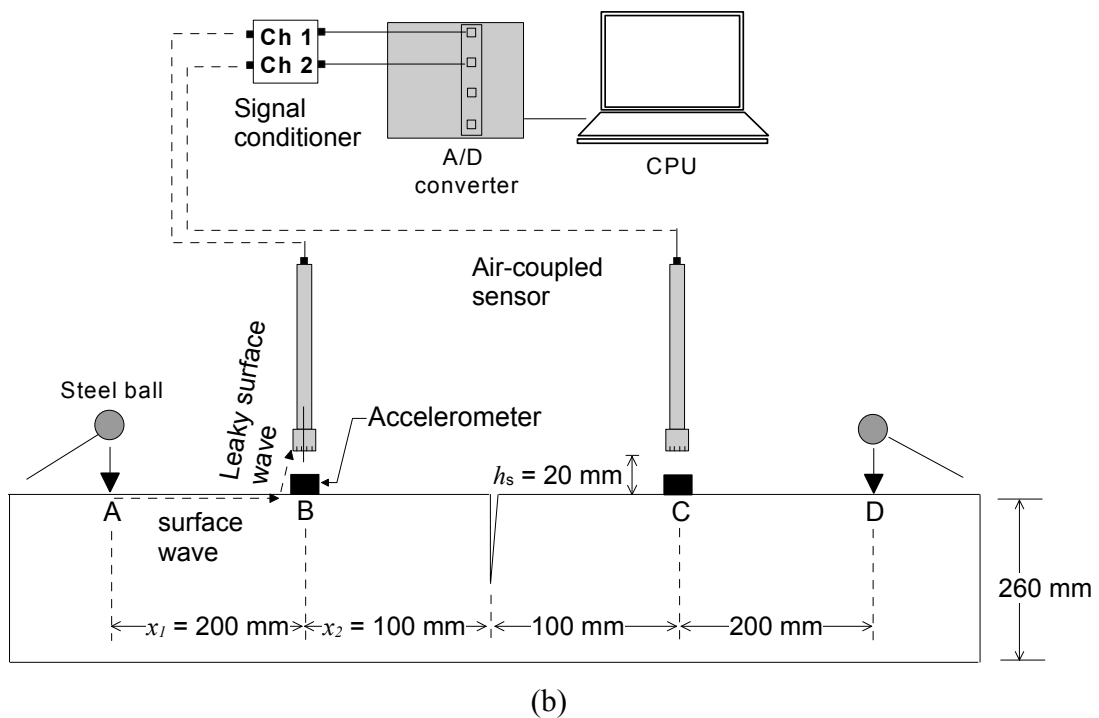 Ch 1
Ch 2
Signal
conditioner
A/D
converter
CPU
Air-coupled
sensor
Steel ball
Leaky surface
wave
Accelerometer
hs = 20 mm
A
B
C
D
surface
wave
260 mm
x1 = 200 mm
x2 = 100 mm
100 mm
200 mm
(b)